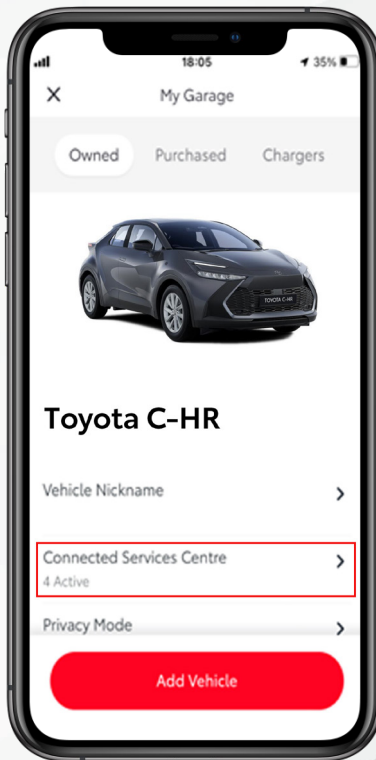 18:05
35%
My Garage
Owned Purchased Chargers
TOYOTA C-HR
Toyota C-HR
Vehicle Nickname
Connected Services Centre
4 Active
Privacy Mode
Add Vehicle